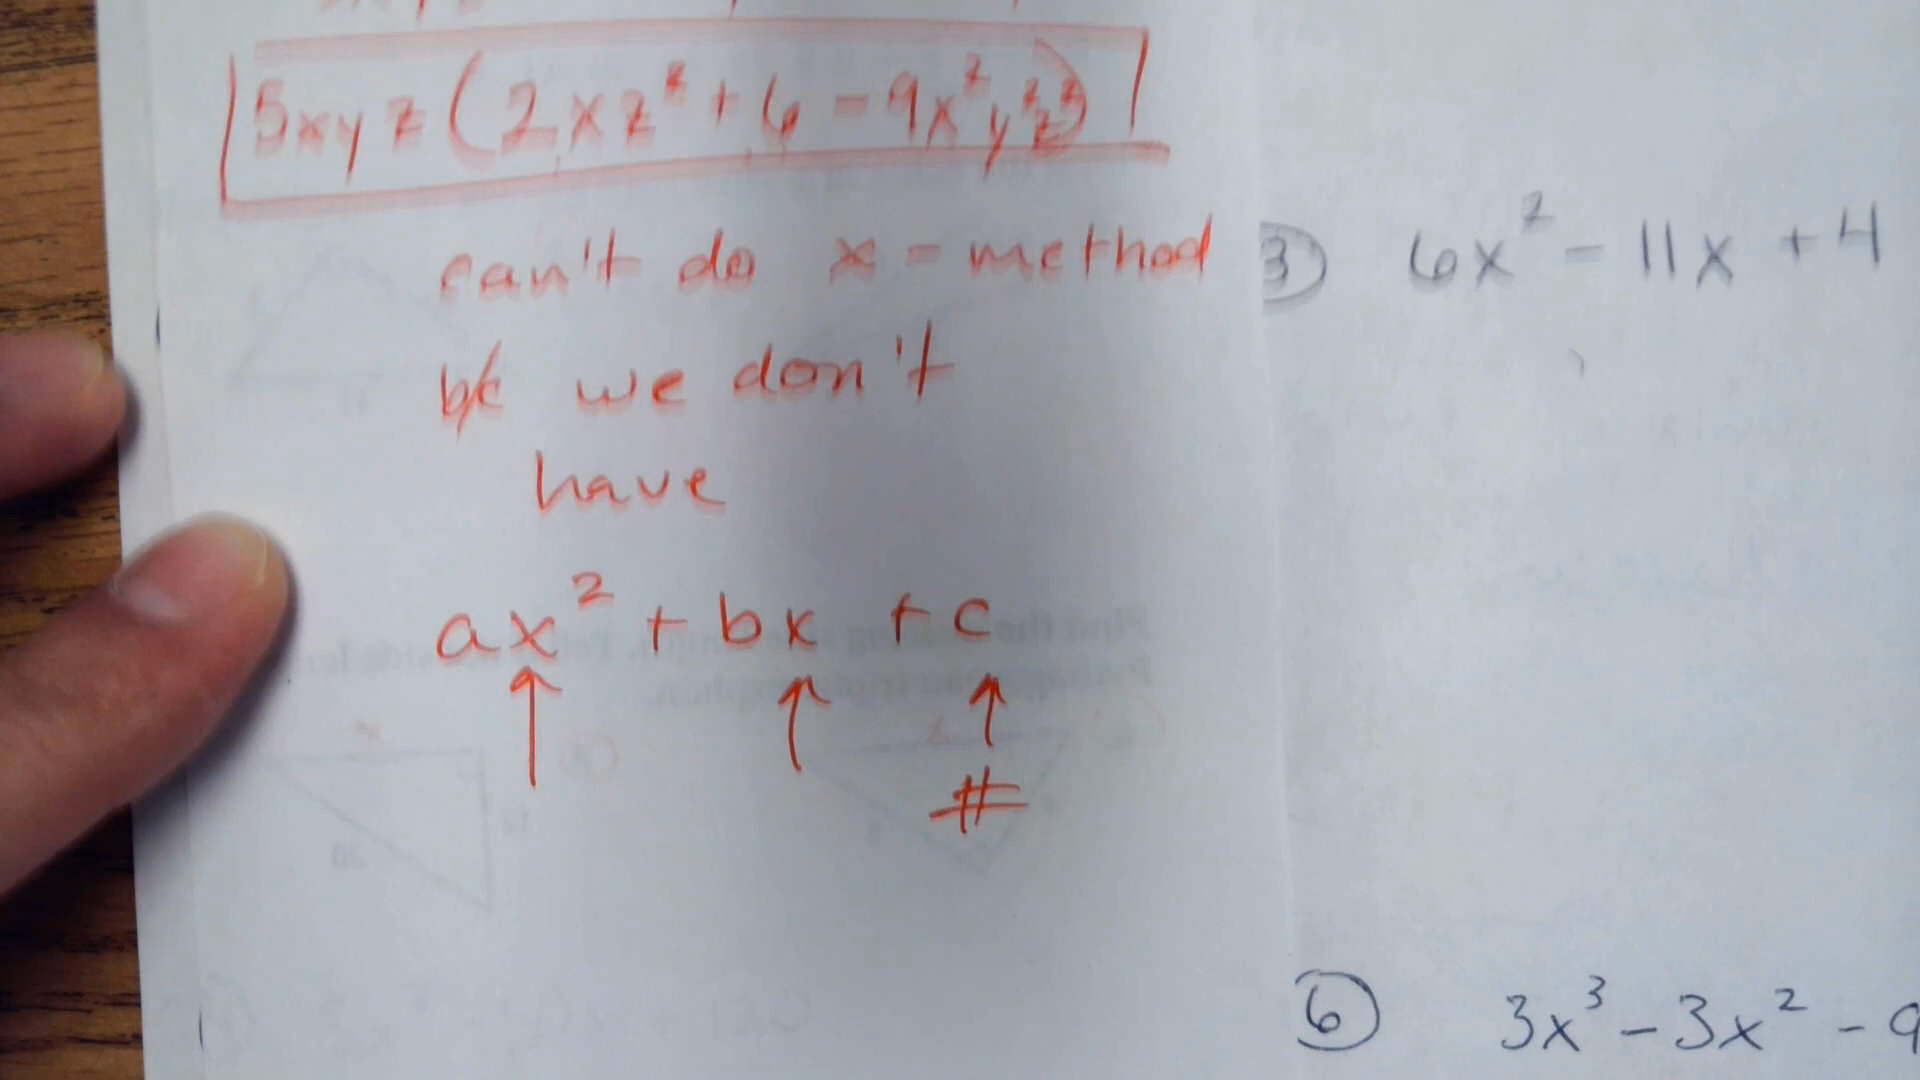 5xyz(2xz² + 6 - 9x²y²z³)
can't do x-method
b/c we don't
have
ax² + bx + c
#
③ 6x² - 11x + 4
⑥ 3x³ - 3x² - 9